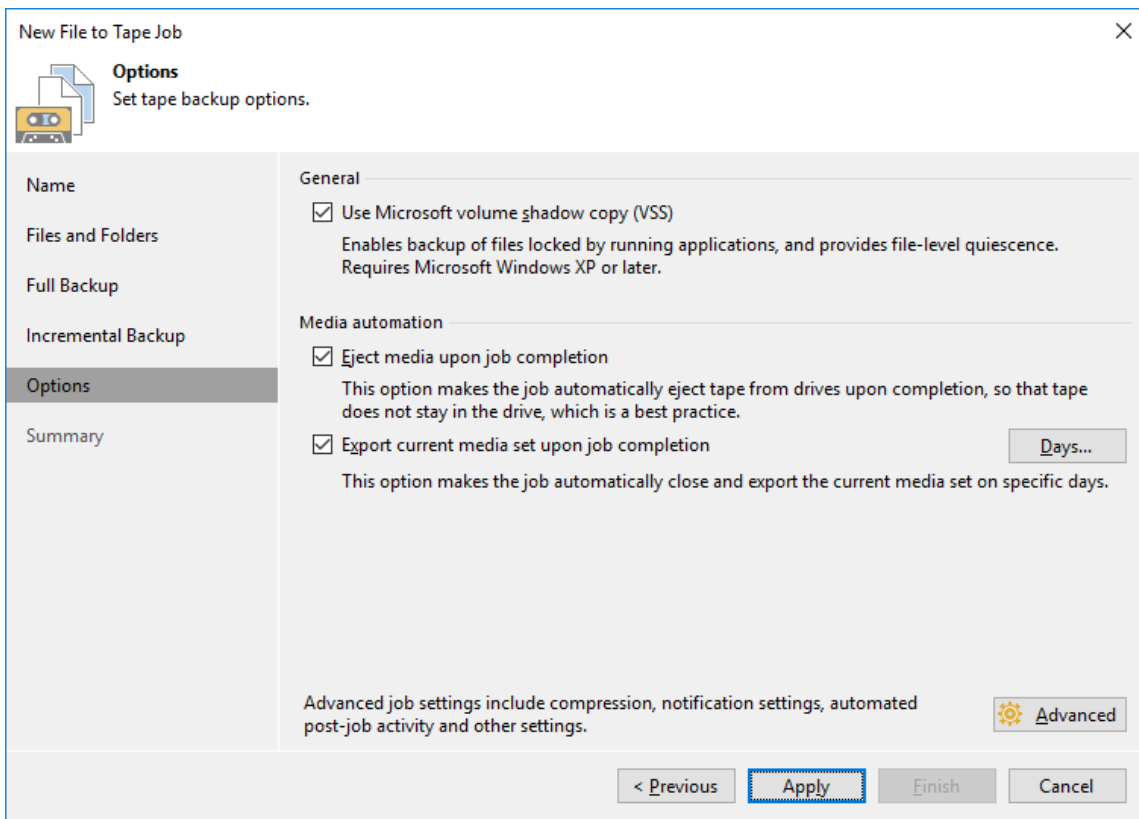 New File to Tape Job
Options
Set tape backup options.
Name
Files and Folders
Full Backup
Incremental Backup
Options
Summary
General
Use Microsoft volume shadow copy (VSS)
Enables backup of files locked by running applications, and provides file-level quiescence.
Requires Microsoft Windows XP or later.
Media automation
Eject media upon job completion
This option makes the job automatically eject tape from drives upon completion, so that tape
does not stay in the drive, which is a best practice.
Export current media set upon job completion
Days...
This option makes the job automatically close and export the current media set on specific days.
Advanced job settings include compression, notification settings, automated
post-job activity and other settings.
Advanced
< Previous
Apply
Finish
Cancel